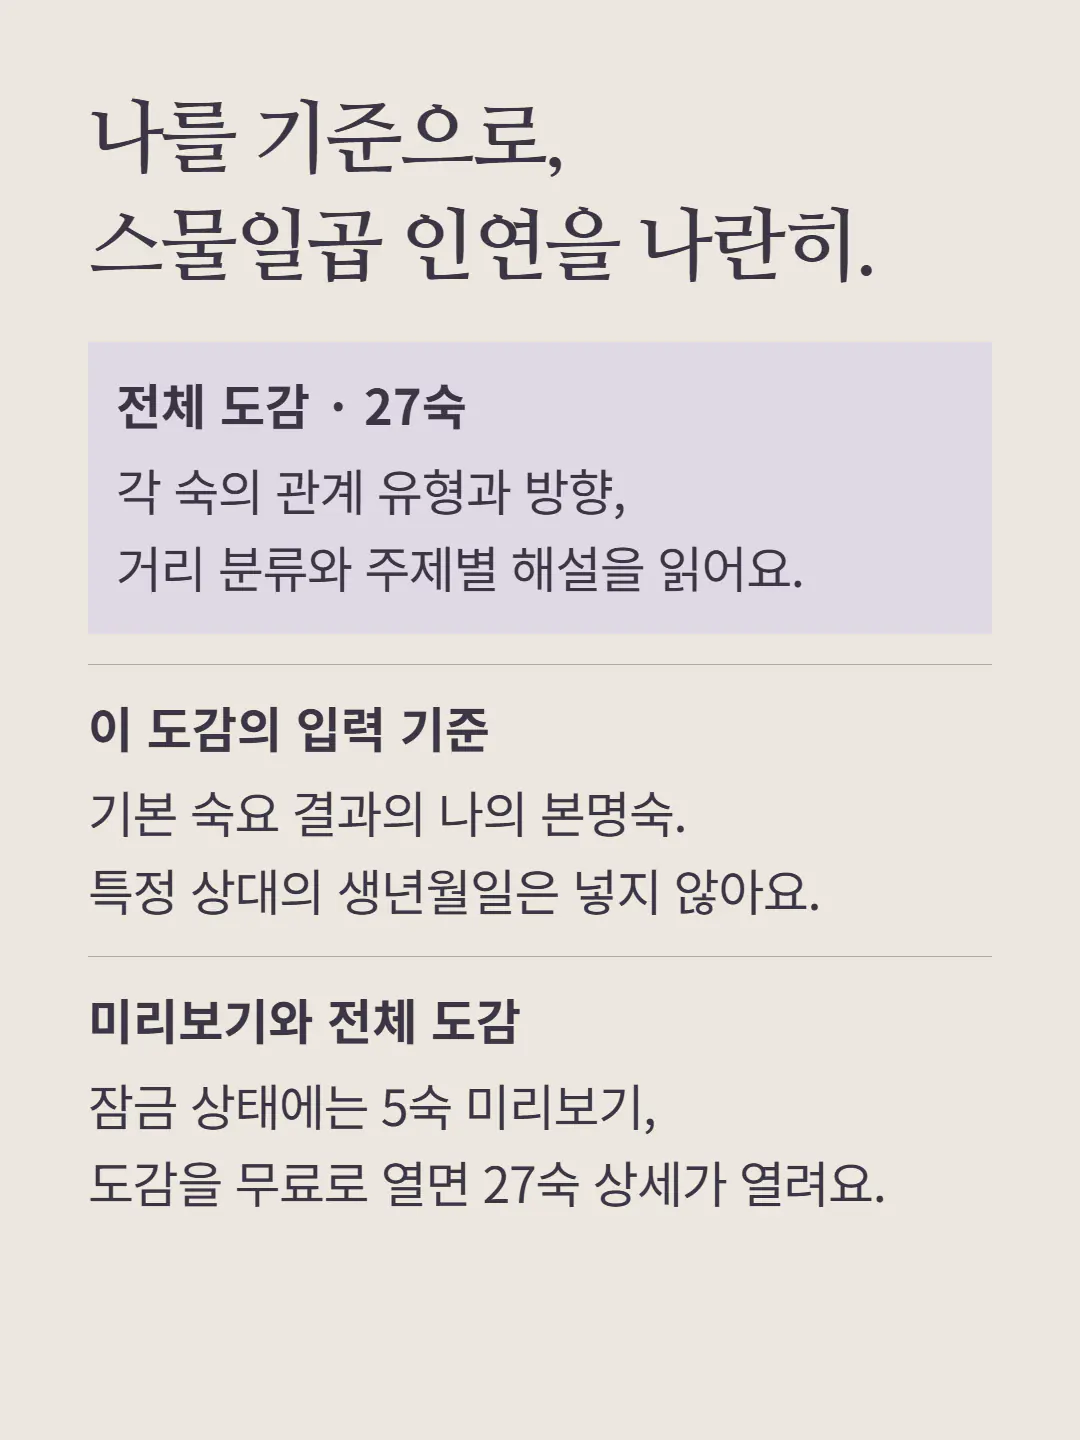 나를 기준으로,
스물일곱 인연을 나란히.
전체 도감 · 27숙
각 숙의 관계 유형과 방향,
거리 분류와 주제별 해설을 읽어요.
이 도감의 입력 기준
기본 숙요 결과의 나의 본명숙.
특정 상대의 생년월일은 넣지 않아요.
미리보기와 전체 도감
잠금 상태에는 5숙 미리보기,
도감을 무료로 열면 27숙 상세가 열려요.